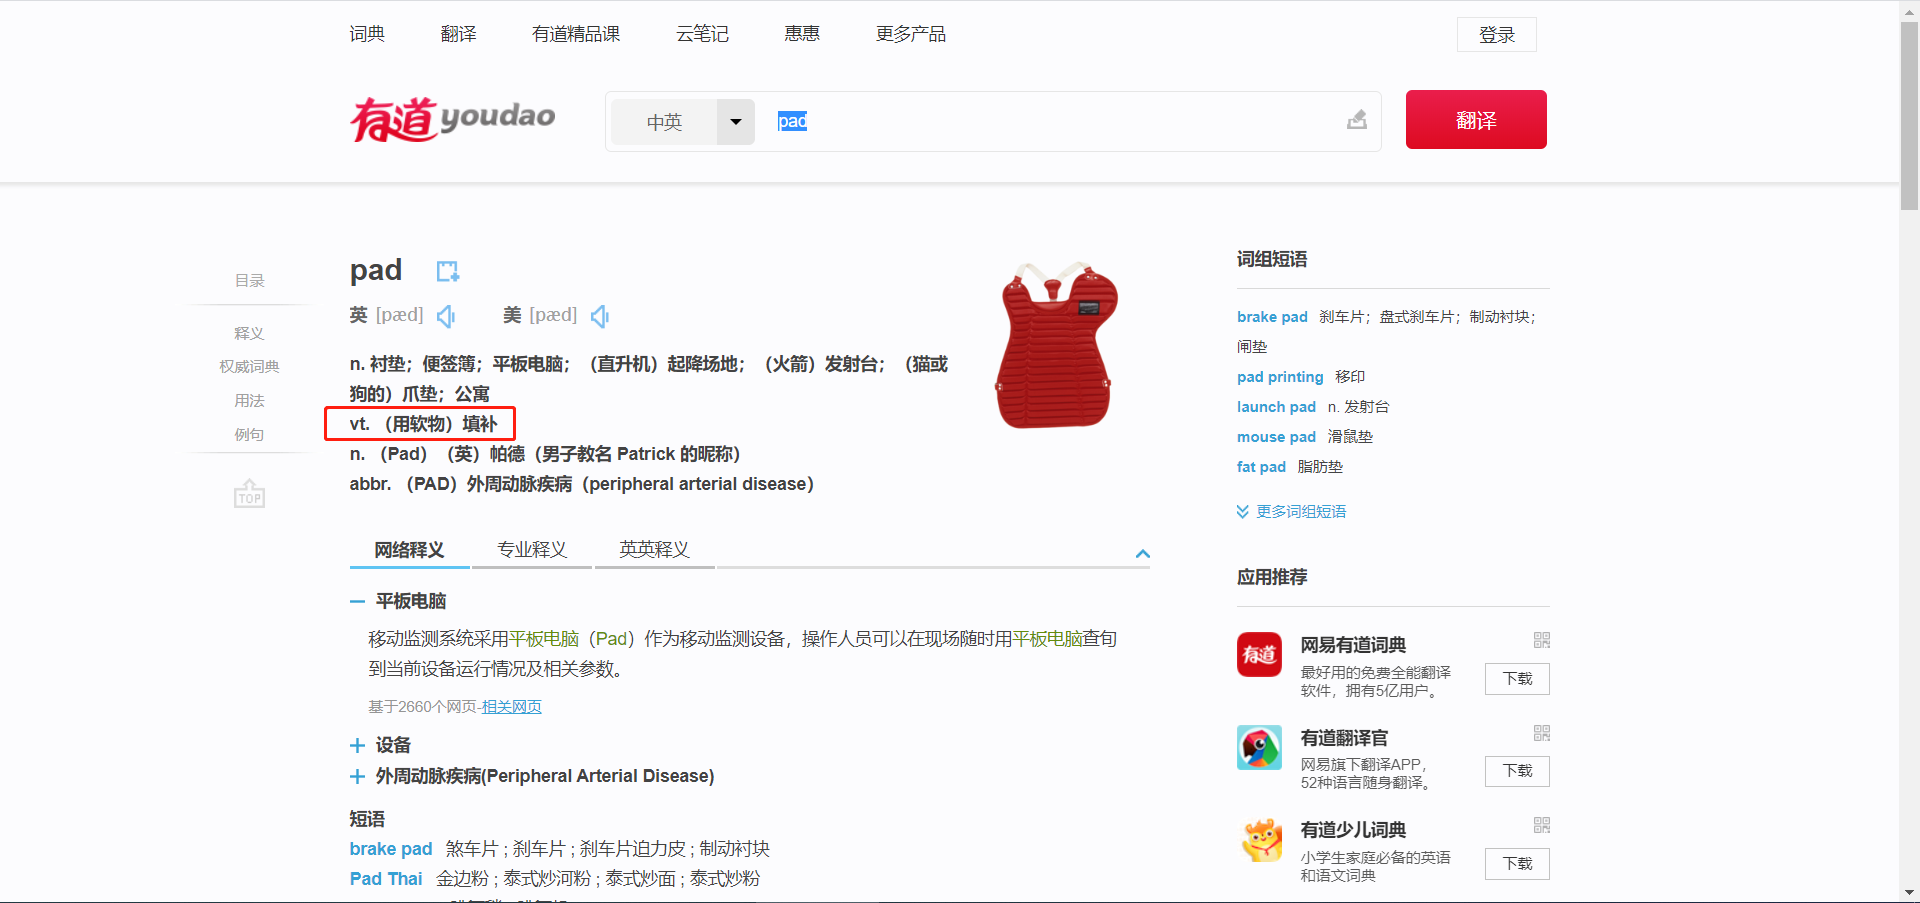 词典 翻译 有道精品课 云笔记 惠惠 更多产品 登录
有道youdao 中英 pad 翻译
目录
释义
权威词典
用法
例句
TOP
pad
英 [pæd] 美 [pæd]
n. 衬垫；便签簿；平板电脑；（直升机）起降场地；（火箭）发射台；（猫或
狗的）爪垫；公寓
vt. （用软物）填补
n. （Pad）（英）帕德（男子教名 Patrick 的昵称）
abbr. （PAD）外周动脉疾病（peripheral arterial disease）
网络释义 专业释义 英英释义
平板电脑
移动监测系统采用平板电脑（Pad）作为移动监测设备，操作人员可以在现场随时用平板电脑查询
到当前设备运行情况及相关参数。
基于2660个网页-相关网页
设备
外周动脉疾病(Peripheral Arterial Disease)
短语
brake pad 煞车片 ; 刹车片 ; 刹车片迫力皮 ; 制动衬块
Pad Thai 金边粉 ; 泰式炒河粉 ; 泰式炒面 ; 泰式炒粉
词组短语
brake pad 刹车片；盘式刹车片；制动衬块；
闸垫
pad printing 移印
launch pad n. 发射台
mouse pad 滑鼠垫
fat pad 脂肪垫
更多词组短语
应用推荐
有道
网易有道词典
最好用的免费全能翻译
软件，拥有5亿用户。
下载
有道翻译官
网易旗下翻译APP，
52种语言随身翻译。
下载
有道少儿词典
小学生家庭必备的英语
和语文词典
下载